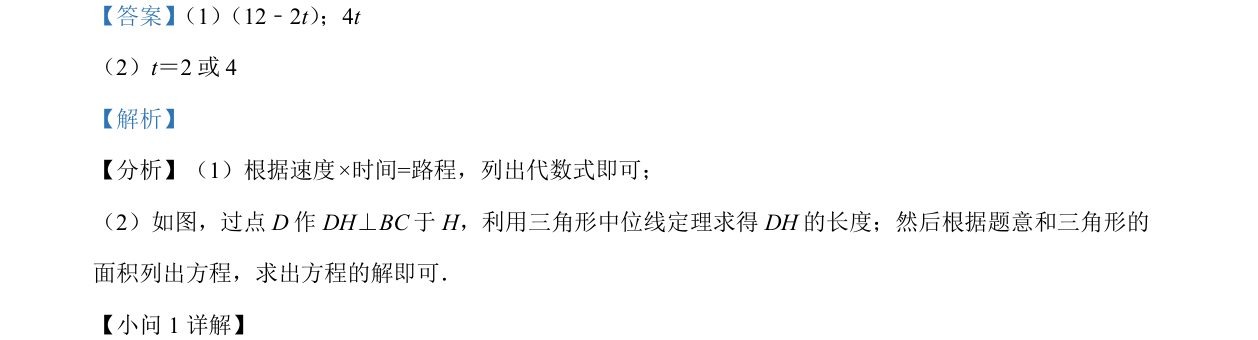 【答案】（1）（12﹣2t）；4t
（2）t＝2 或 4
【解析】
【分析】（1）根据速度×时间=路程，列出代数式即可；
（2）如图，过点 D 作 DH⊥BC 于 H，利用三角形中位线定理求得 DH 的长度；然后根据题意和三角形的
面积列出方程，求出方程的解即可．
【小问 1 详解】